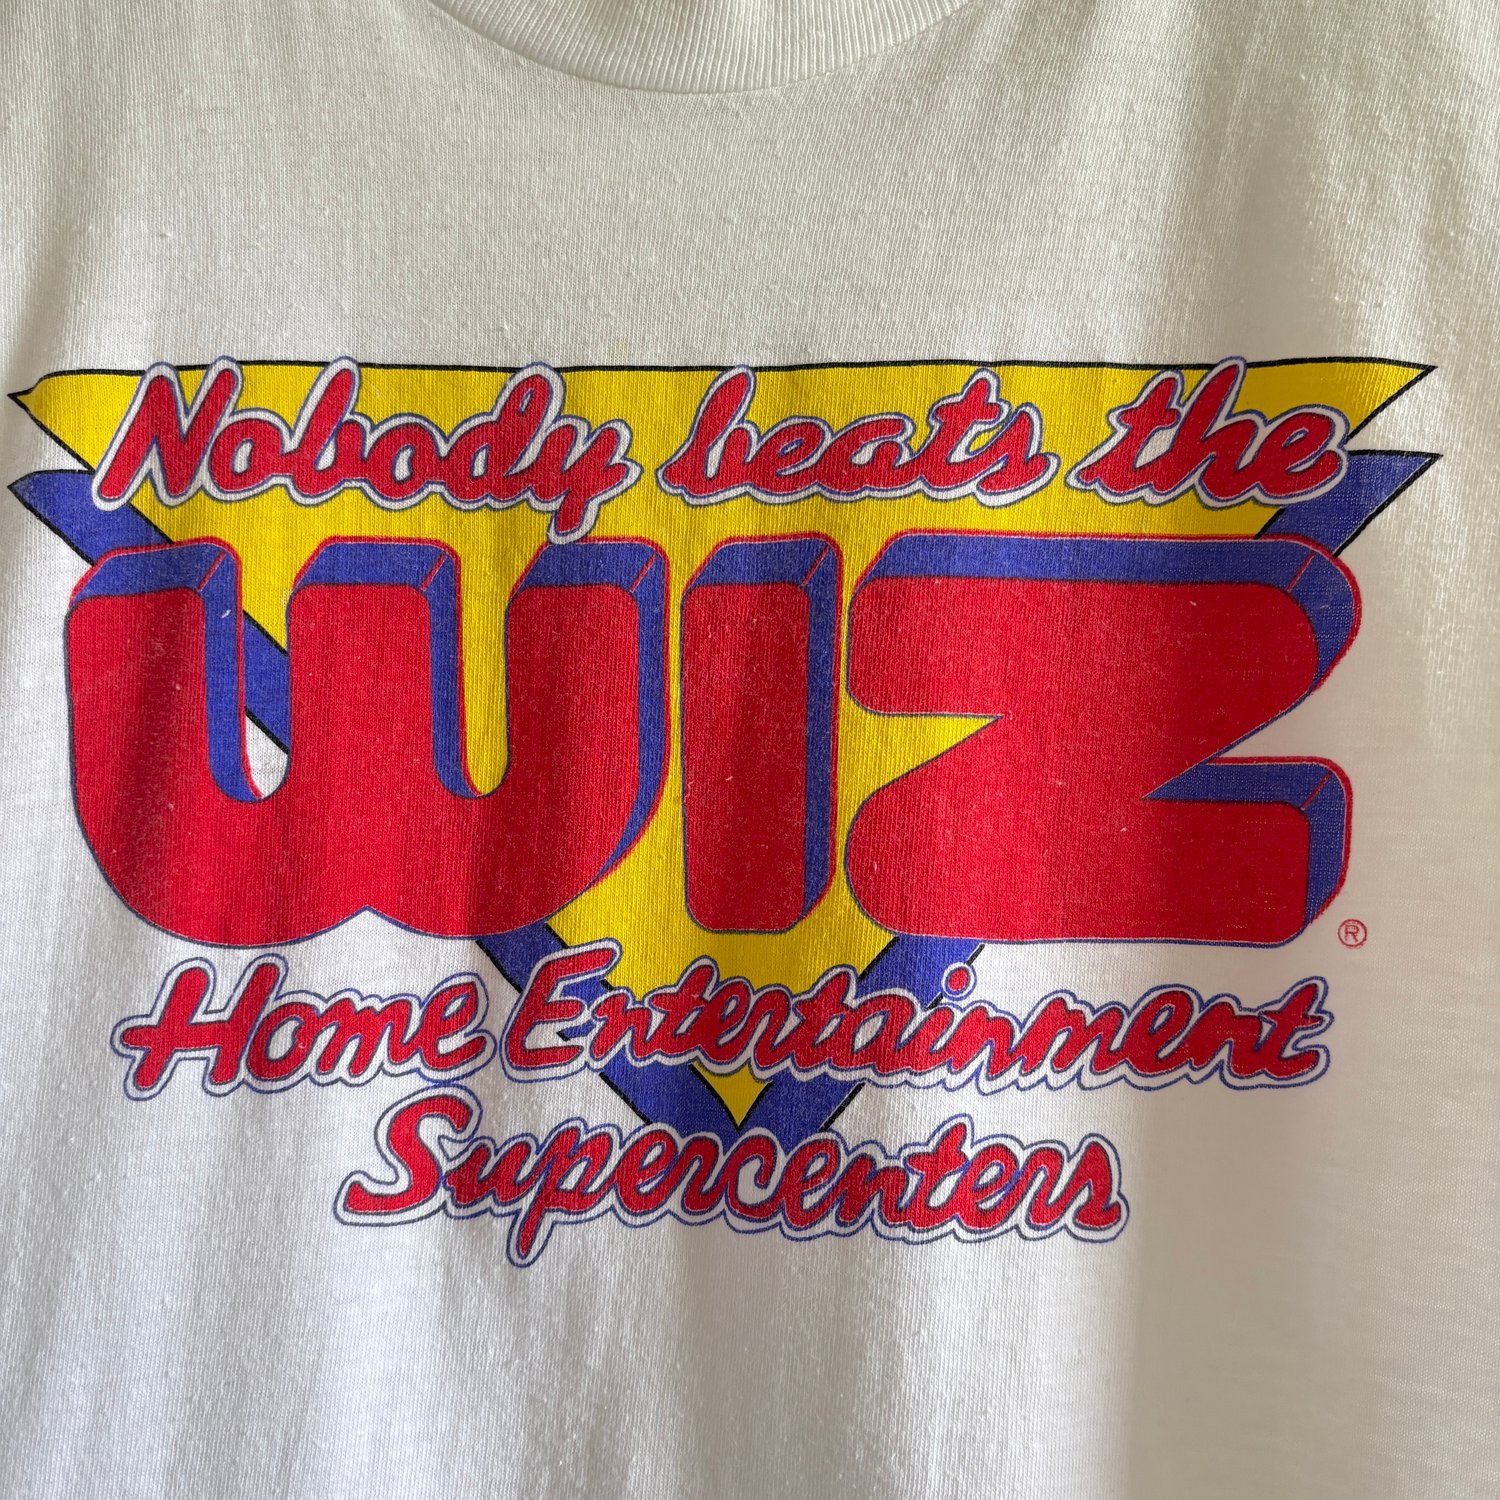 Nobody beats the
WIZ®
Home Entertainment
Supercenters